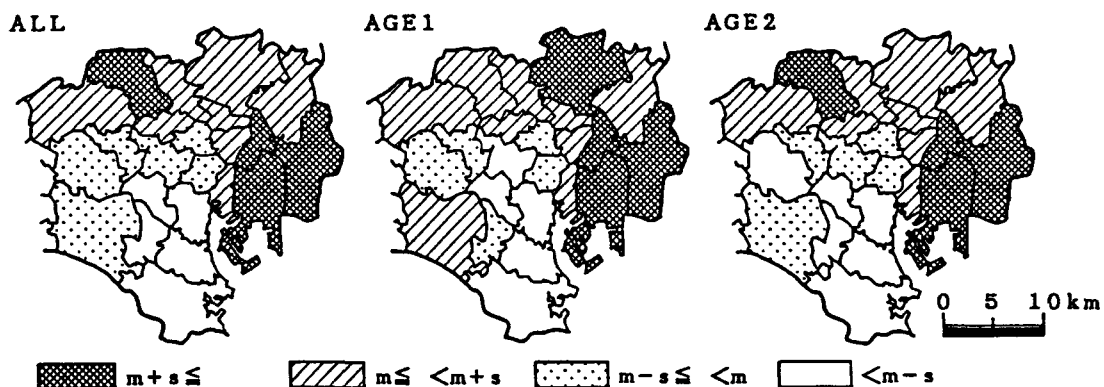 ALL AGE1 AGE2
0 5 10km
m+s≦ m≦ <m+s m-s≦ <m <m-s